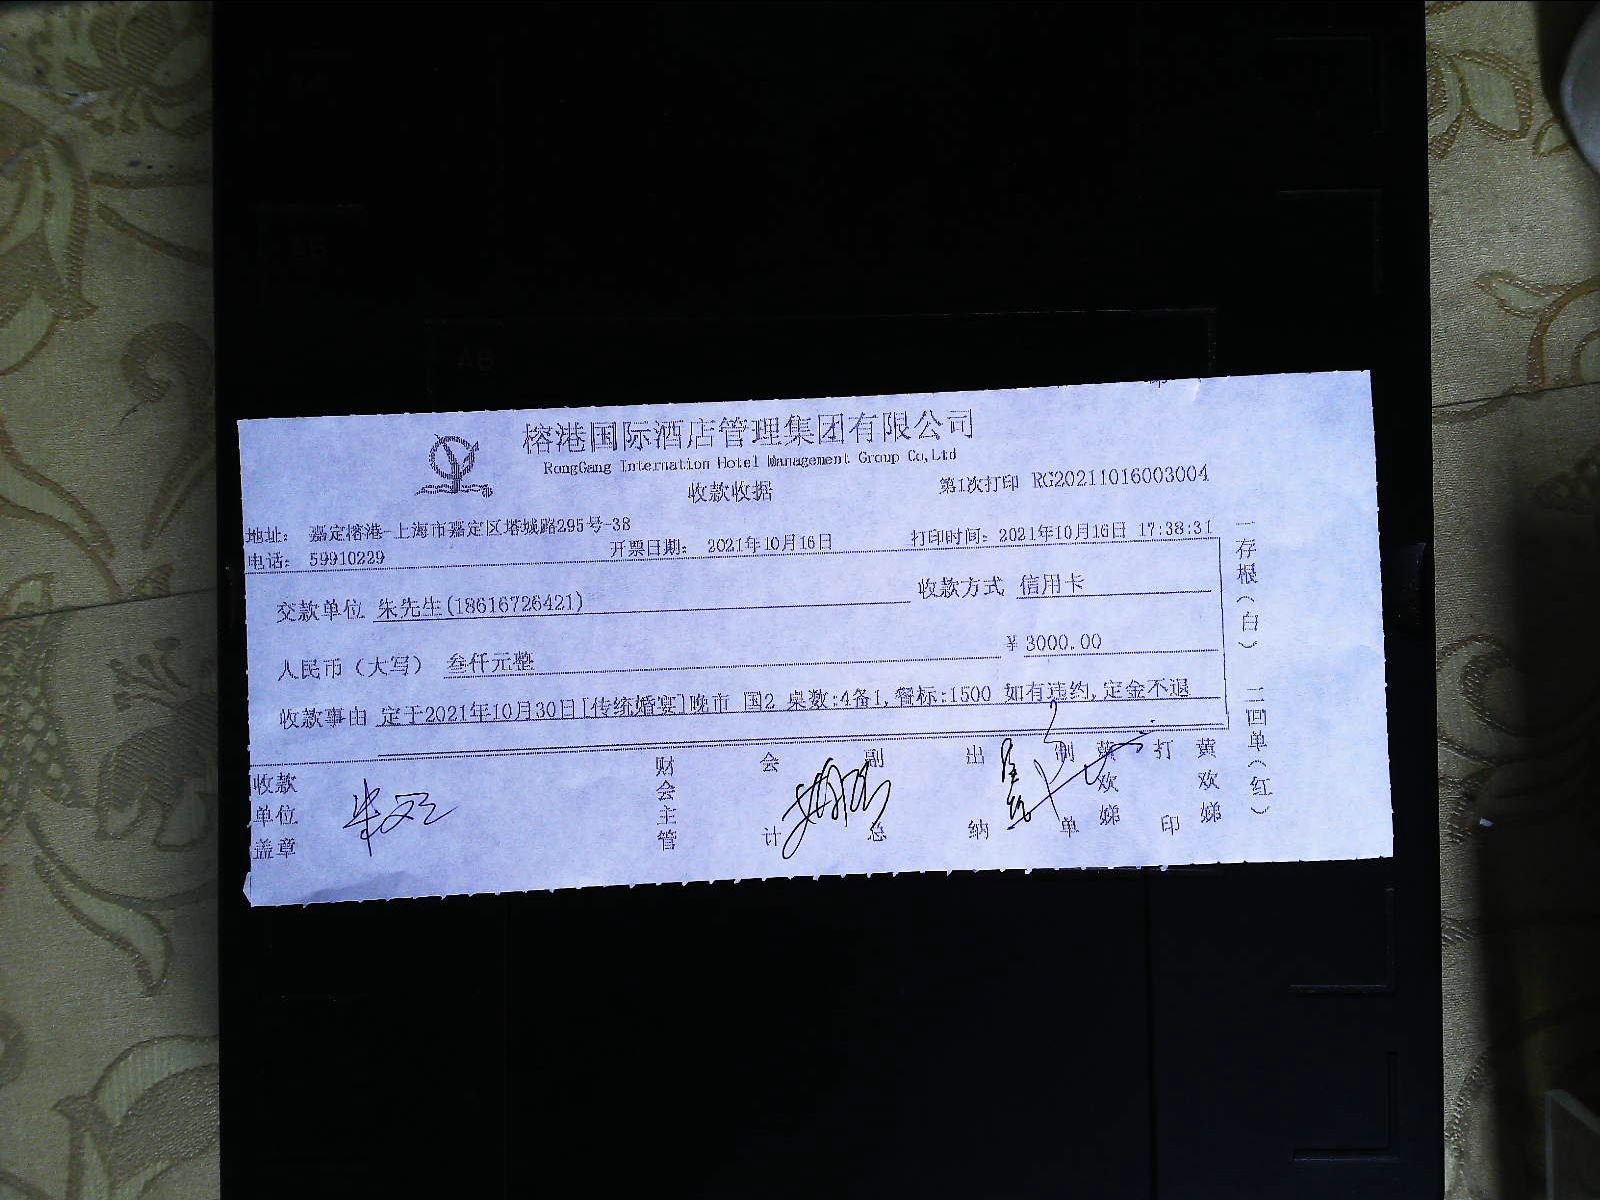 榕港国际酒店管理集团有限公司
RongGang Internation Hotel Management Group Co,Ltd
收款收据
第1次打印 RG20211016003004
地址： 嘉定榕港-上海市嘉定区塔城路295号-38
电话： 59910229
开票日期： 2021年10月16日
打印时间：2021年10月16日 17:38:31
交款单位 朱先生(18616726421)
收款方式 信用卡
人民币（大写） 叁仟元整
￥3000.00
收款事由 定于2021年10月30日[传统婚宴]晚市 国2 桌数:4备1,餐标:1500 如有违约,定金不退
收款单位盖章
财会主管
会计
副总
出纳
制单 黄欢娣
打印 黄欢娣
一存根（白）
二回单（红）